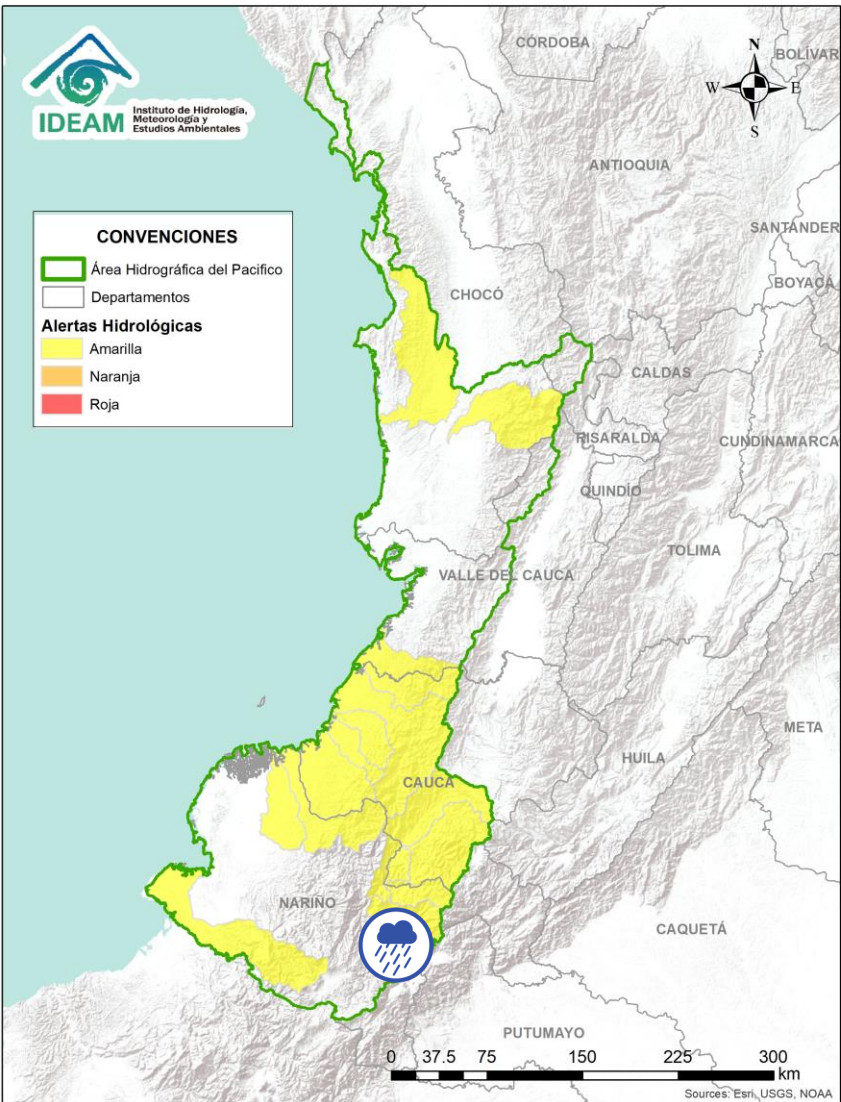 IDEAM
Instituto de Hidrología,
Meteorología y
Estudios Ambientales
N
W
E
S
CÓRDOBA
BOLÍVAR
ANTIOQUIA
SANTANDER
BOYACÁ
CHOCÓ
CALDAS
RISARALDA
CUNDINAMARCA
QUINDÍO
TOLIMA
VALLE DEL CAUCA
META
HUILA
CAUCA
NARIÑO
CAQUETÁ
PUTUMAYO
CONVENCIONES
Área Hidrográfica del Pacifico
Departamentos
Alertas Hidrológicas
Amarilla
Naranja
Roja
0 37.5 75 150 225 300
km
Sources: Esri, USGS, NOAA